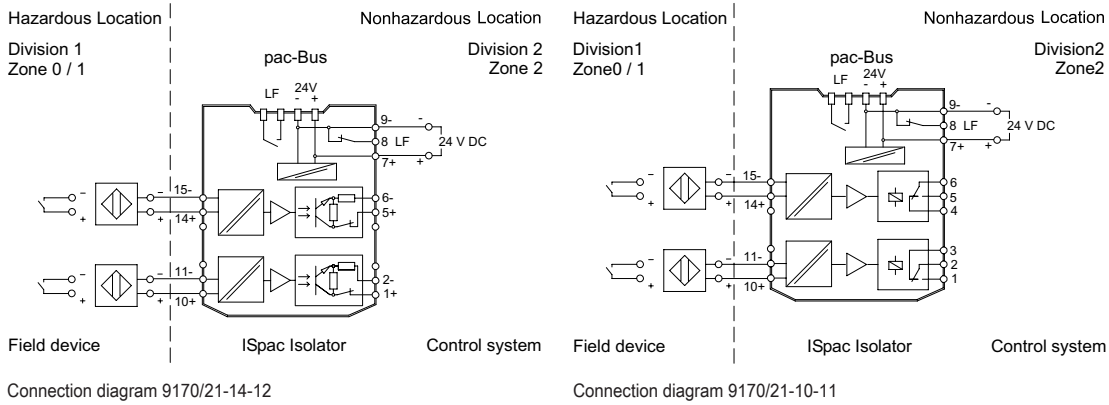 Hazardous Location
Nonhazardous Location
Division 1
Zone 0 / 1
pac-Bus
Division 2
Zone 2
LF
24V
- +
9-
-
8 LF
24 V DC
7+
+
- - 15-
+ + 14+
6-
5+
- - 11-
+ + 10+
2-
1+
Field device
ISpac Isolator
Control system
Connection diagram 9170/21-14-12
Hazardous Location
Nonhazardous Location
Division1
Zone0 / 1
pac-Bus
Division2
Zone2
LF
24V
- +
9-
-
8 LF
24 V DC
7+
+
- - 15-
+ + 14+
6
5
4
- - 11-
+ + 10+
3
2
1
Field device
ISpac Isolator
Control system
Connection diagram 9170/21-10-11